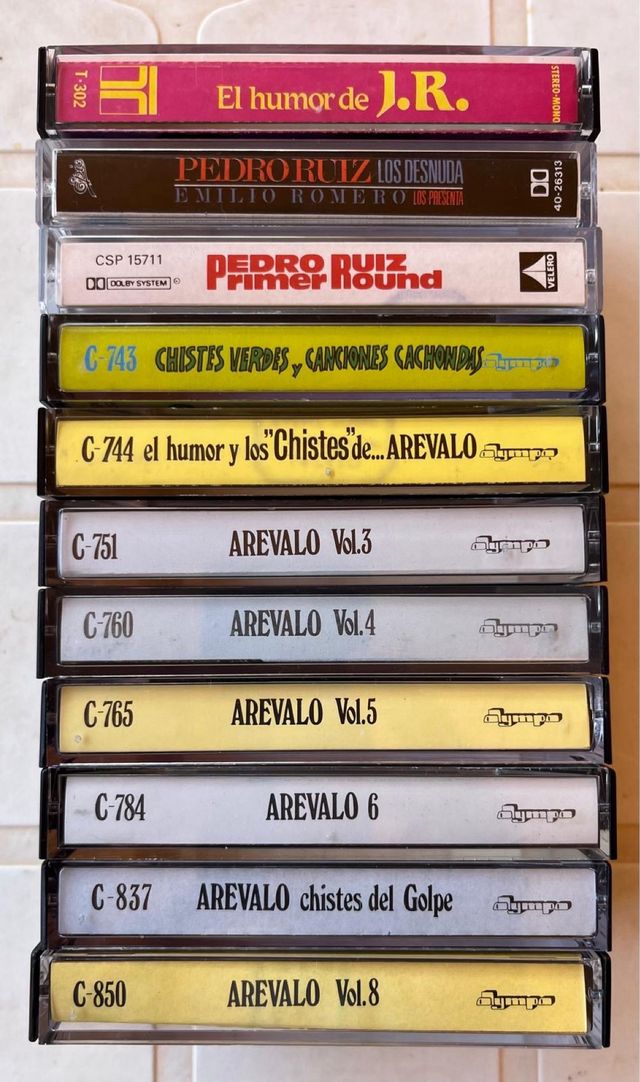 T-302 El humor de J.R. STEREO-MONO
Epic PEDRO RUIZ LOS DESNUDA
EMILIO ROMERO LOS PRESENTA 40-26313
CSP 15711 PEDRO RUIZ
DOLBY SYSTEM Primer Round VELERO
C-743 CHISTES VERDES y CANCIONES CACHONDAS Olympo
C-744 el humor y los "Chistes" de... AREVALO Olympo
C-751 AREVALO Vol.3 Olympo
C-760 AREVALO Vol.4 Olympo
C-765 AREVALO Vol.5 Olympo
C-784 AREVALO 6 Olympo
C-837 AREVALO chistes del Golpe Olympo
C-850 AREVALO Vol.8 Olympo